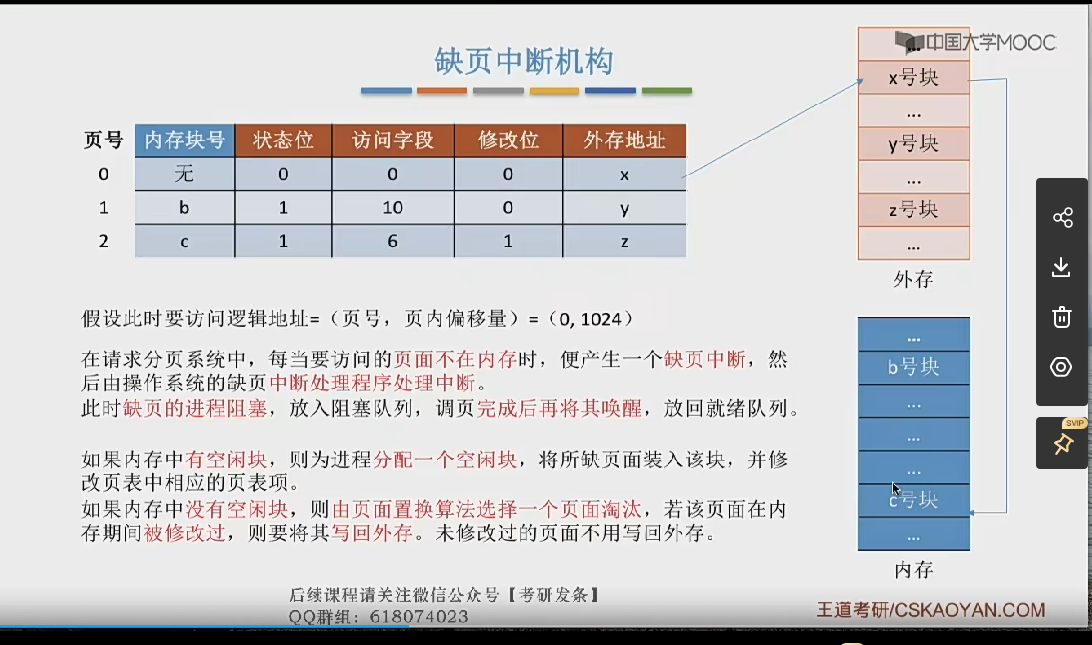 中国大学MOOC
缺页中断机构
页号 内存块号 状态位 访问字段 修改位 外存地址
0 无 0 0 0 x
1 b 1 10 0 y
2 c 1 6 1 z
...
x号块
...
y号块
...
z号块
...
外存
假设此时要访问逻辑地址=（页号，页内偏移量）=（0, 1024）
在请求分页系统中，每当要访问的页面不在内存时，便产生一个缺页中断，然
后由操作系统的缺页中断处理程序处理中断。
此时缺页的进程阻塞，放入阻塞队列，调页完成后再将其唤醒，放回就绪队列。
如果内存中有空闲块，则为进程分配一个空闲块，将所缺页面装入该块，并修
改页表中相应的页表项。
如果内存中没有空闲块，则由页面置换算法选择一个页面淘汰，若该页面在内
存期间被修改过，则要将其写回外存。未修改过的页面不用写回外存。
...
b号块
...
...
...
c号块
...
内存
后续课程请关注微信公众号【考研发条】
QQ群组：618074023
王道考研/CSKAOYAN.COM
SVIP